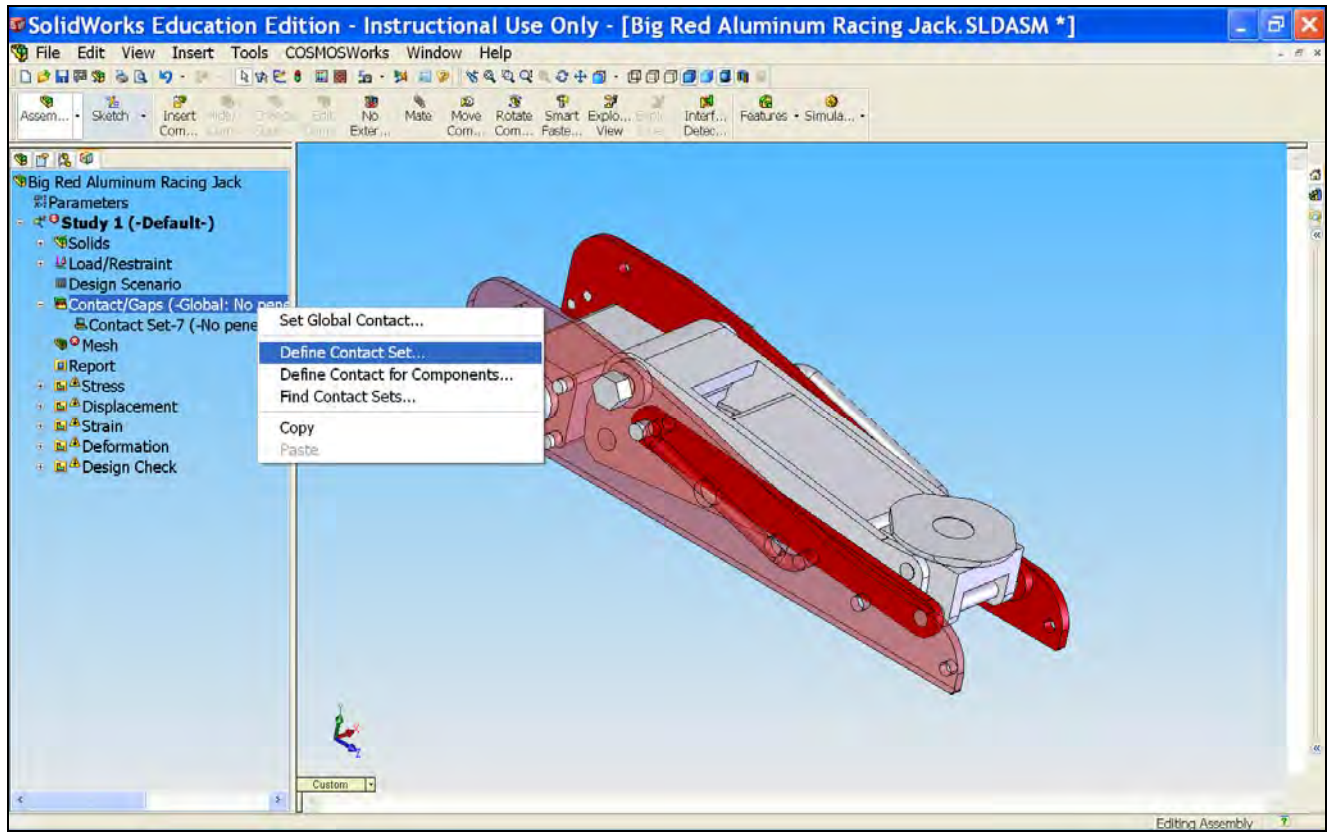 SolidWorks Education Edition - Instructional Use Only - [Big Red Aluminum Racing Jack.SLDASM *]
File Edit View Insert Tools COSMOSWorks Window Help
Assem... Sketch Insert No Mate Move Rotate Smart Explo... Interf... Features Simula...
Com... Exter... Com... Com... Faste... View Detec...
Big Red Aluminum Racing Jack
Parameters
Study 1 (-Default-)
Solids
Load/Restraint
Design Scenario
Contact/Gaps (-Global: No pene
Contact Set-7 (-No pene
Mesh
Report
Stress
Displacement
Strain
Deformation
Design Check
Set Global Contact...
Define Contact Set...
Define Contact for Components...
Find Contact Sets...
Copy
Paste
Custom
Editing Assembly